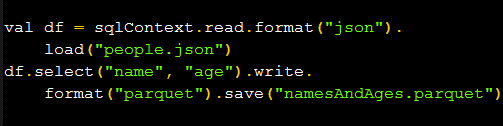 val df = sqlContext.read.format("json").
    load("people.json")
df.select("name", "age").write.
    format("parquet").save("namesAndAges.parquet")